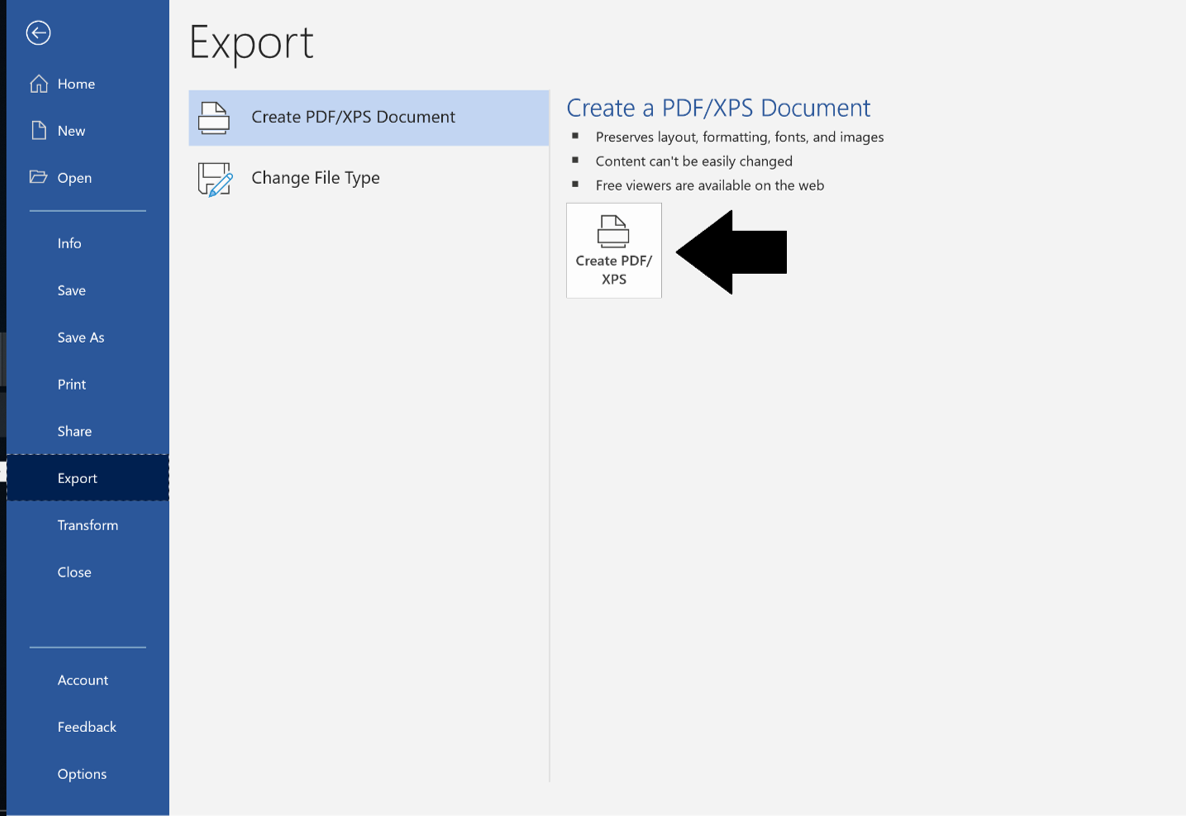 Export
Home
New
Open
Info
Save
Save As
Print
Share
Export
Transform
Close
Account
Feedback
Options
Create PDF/XPS Document
Change File Type
Create a PDF/XPS Document
Preserves layout, formatting, fonts, and images
Content can't be easily changed
Free viewers are available on the web
Create PDF/
XPS